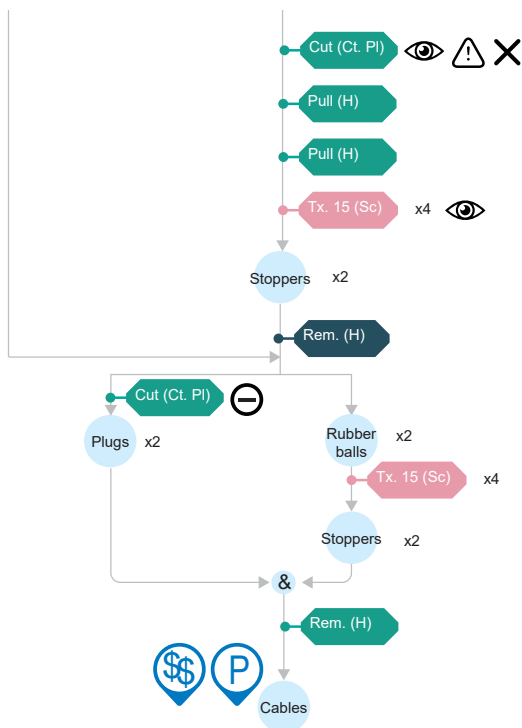 Cut (Ct. Pl)
Pull (H)
Pull (H)
Tx. 15 (Sc) x4
Stoppers x2
Rem. (H)
Cut (Ct. Pl)
Plugs x2
Rubber
balls x2
Tx. 15 (Sc) x4
Stoppers x2
&
Rem. (H)
$$ P
Cables